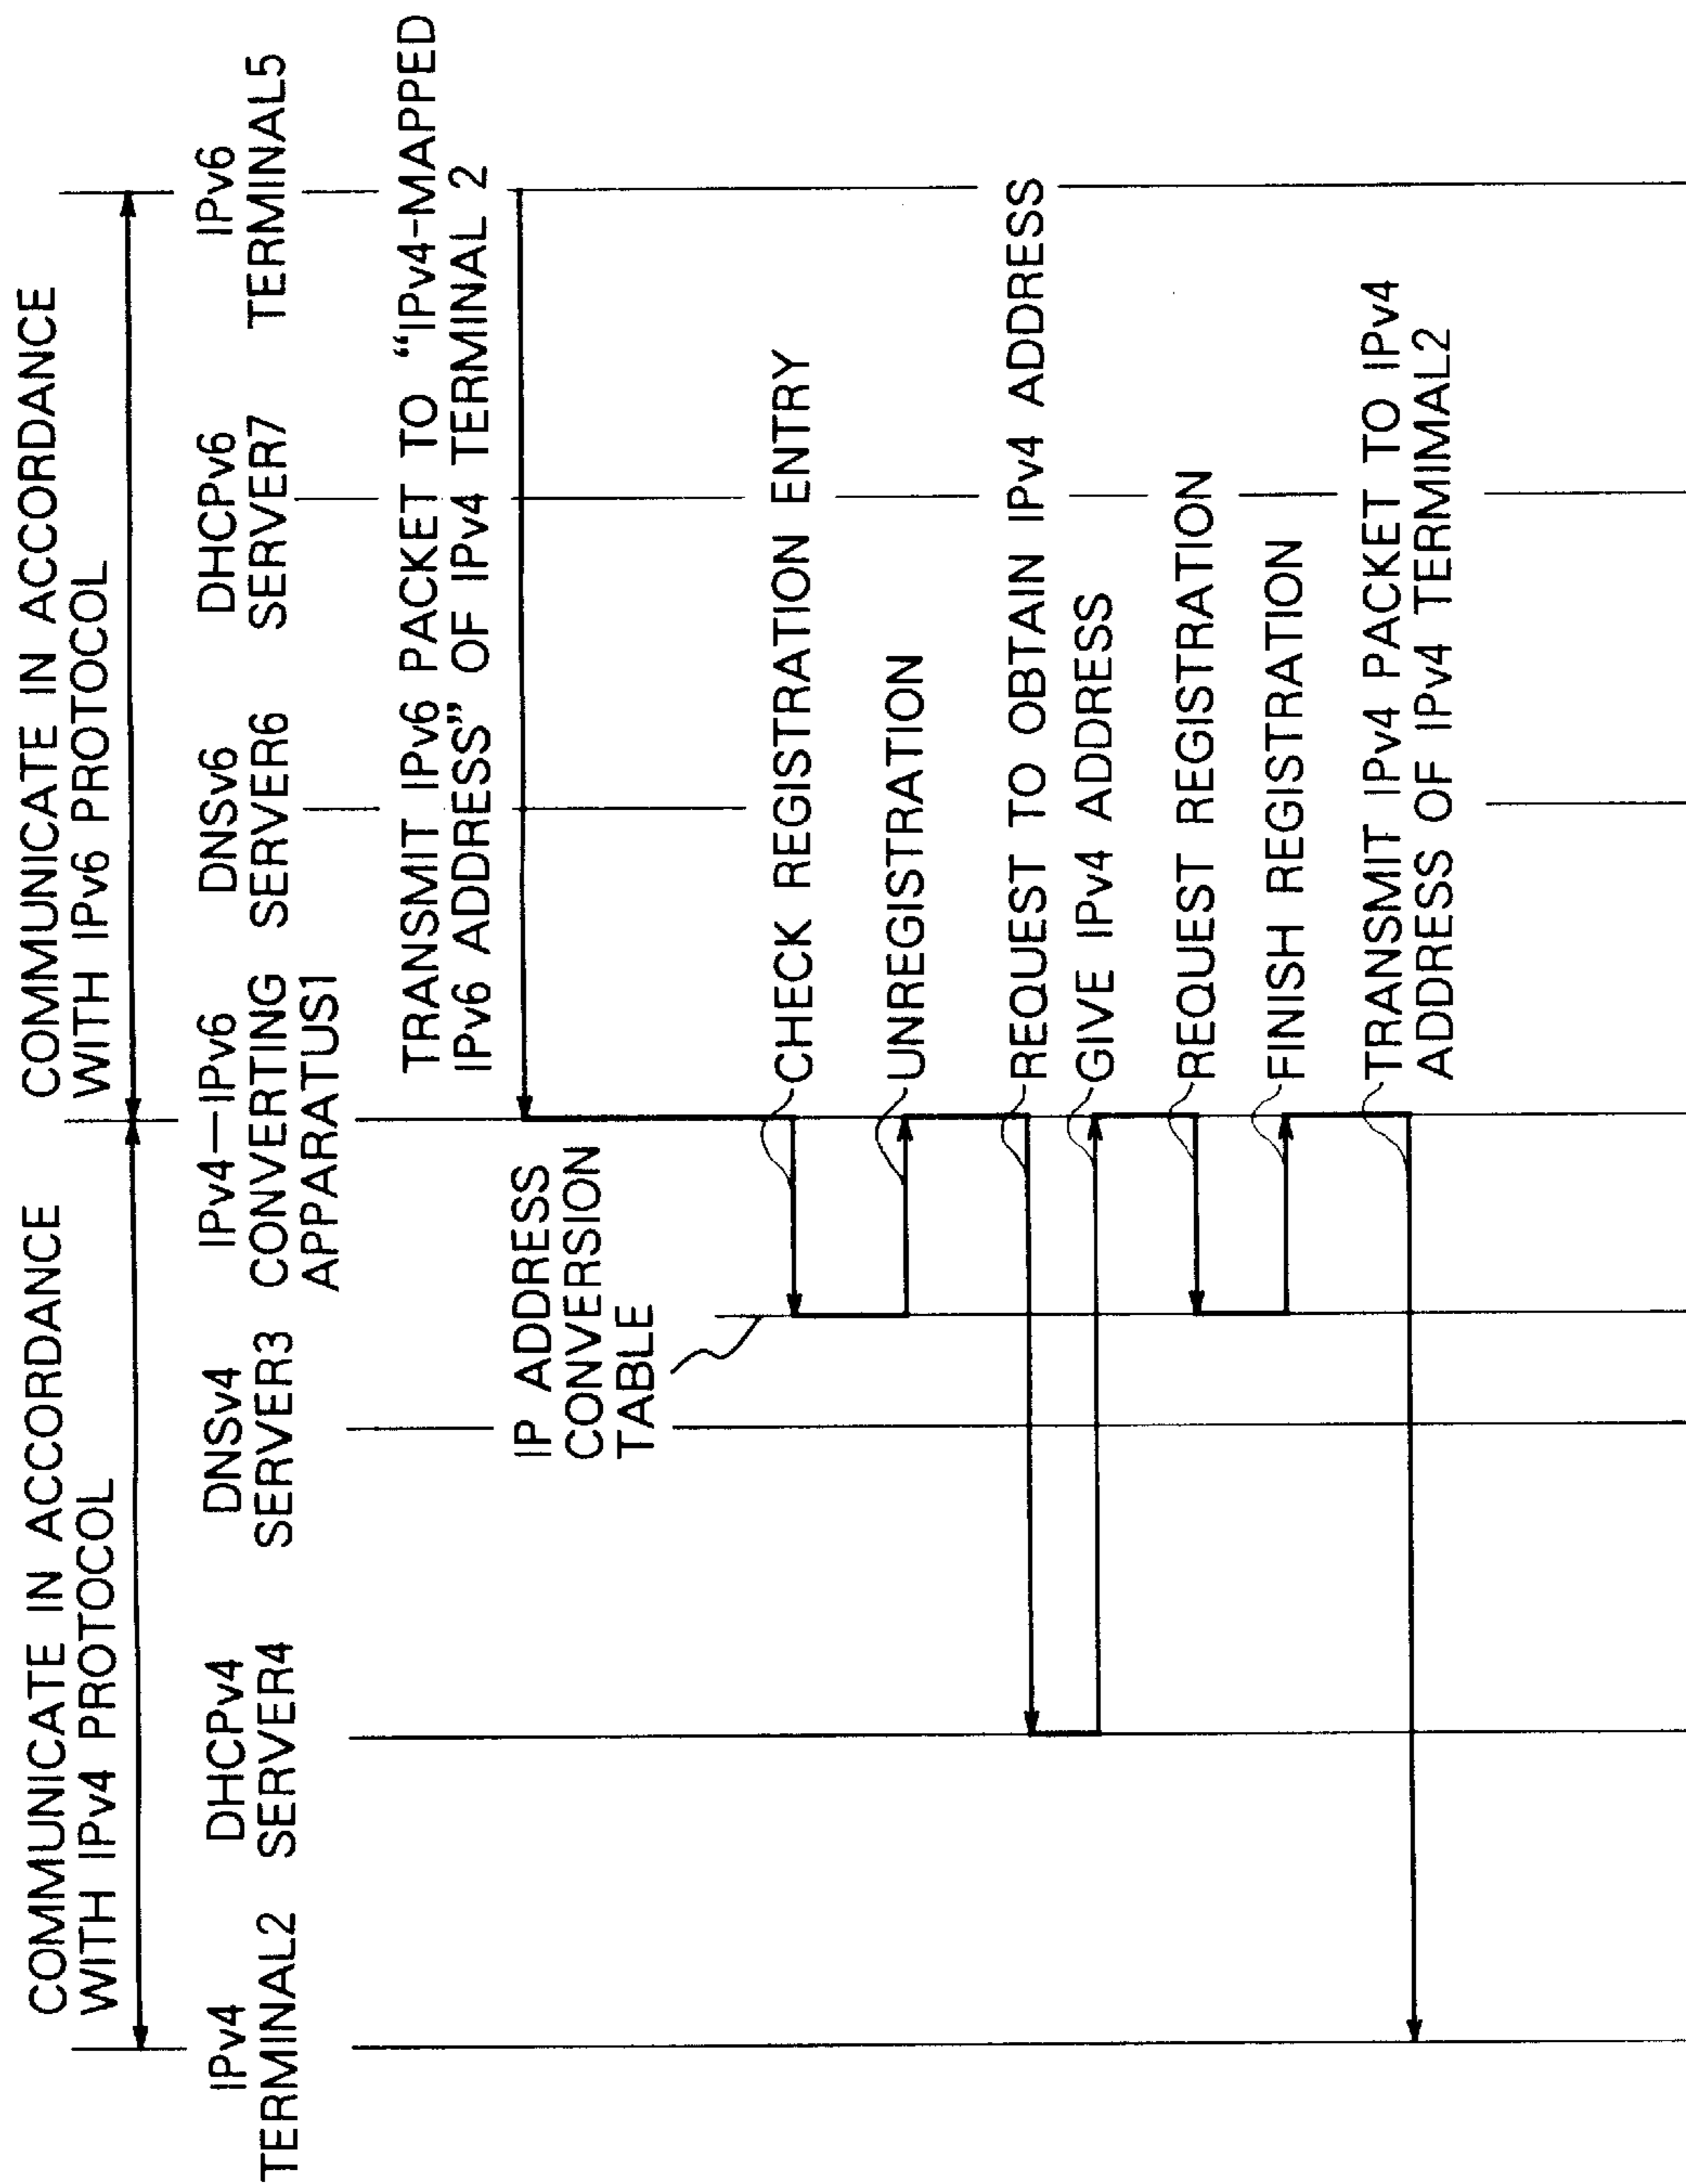 COMMUNICATE IN ACCORDANCE
WITH IPv4 PROTOCOL
COMMUNICATE IN ACCORDANCE
WITH IPv6 PROTOCOL
IPv4
TERMINAL2
DHCPv4
SERVER4
DNSv4
SERVER3
IPv4—IPv6
CONVERTING
APPARATUS1
DNSv6
SERVER6
DHCPv6
SERVER7
IPv6
TERMINAL5
TRANSMIT IPv6 PACKET TO “IPv4-MAPPED
IPv6 ADDRESS” OF IPv4 TERMINAL 2
IP ADDRESS
CONVERSION
TABLE
CHECK REGISTRATION ENTRY
UNREGISTRATION
REQUEST TO OBTAIN IPv4 ADDRESS
GIVE IPv4 ADDRESS
REQUEST REGISTRATION
FINISH REGISTRATION
TRANSMIT IPv4 PACKET TO IPv4
ADDRESS OF IPv4 TERMIMAL2